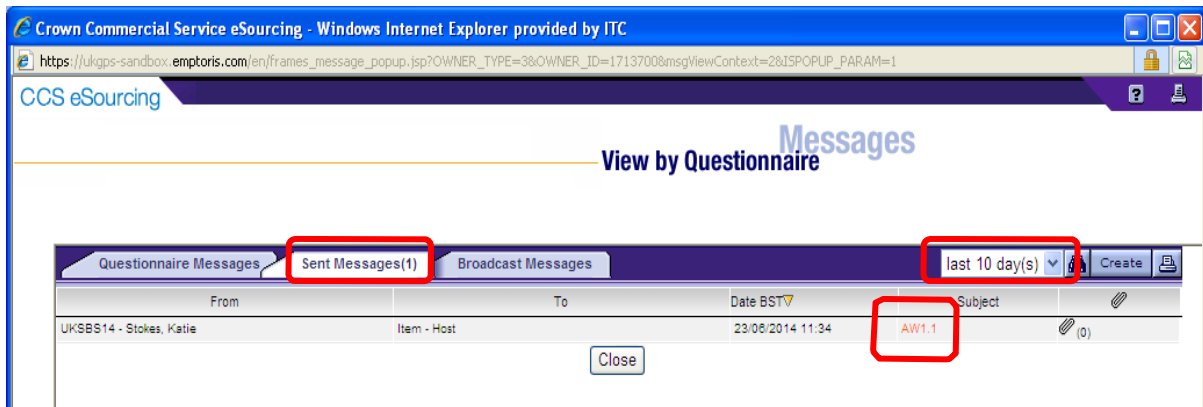 Crown Commercial Service eSourcing - Windows Internet Explorer provided by ITC
https://ukgps-sandbox.emptoris.com/en/frames_message_popup.jsp?OWNER_TYPE=3&OWNER_ID=1713700&msgViewContext=2&ISPOPUP_PARAM=1
CCS eSourcing ?
Messages
View by Questionnaire
Questionnaire Messages Sent Messages(1) Broadcast Messages last 10 day(s) Create
From To Date BST Subject
UKSBS14 - Stokes, Katie Item - Host 23/06/2014 11:34 AW1.1 (0)
Close